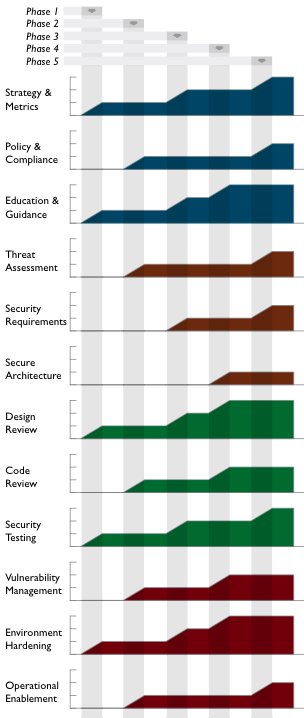 Phase 1
Phase 2
Phase 3
Phase 4
Phase 5
Strategy &
Metrics
Policy &
Compliance
Education &
Guidance
Threat
Assessment
Security
Requirements
Secure
Architecture
Design
Review
Code
Review
Security
Testing
Vulnerability
Management
Environment
Hardening
Operational
Enablement